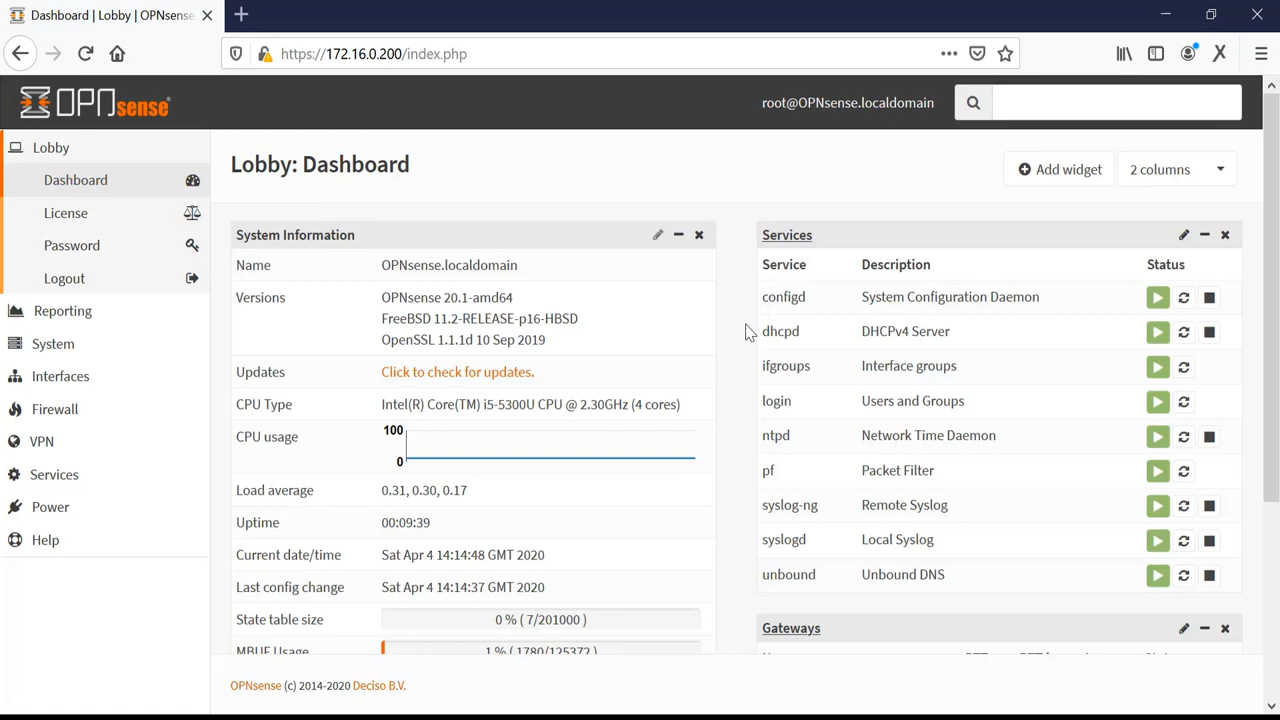 Dashboard | Lobby | OPNsense
https://172.16.0.200/index.php
OPNsense
root@OPNsense.localdomain
Lobby
Dashboard
License
Password
Logout
Reporting
System
Interfaces
Firewall
VPN
Services
Power
Help
Lobby: Dashboard
Add widget
2 columns
System Information
Name OPNsense.localdomain
Versions OPNsense 20.1-amd64
FreeBSD 11.2-RELEASE-p16-HBSD
OpenSSL 1.1.1d 10 Sep 2019
Updates Click to check for updates.
CPU Type Intel(R) Core(TM) i5-5300U CPU @ 2.30GHz (4 cores)
CPU usage 100
0
Load average 0.31, 0.30, 0.17
Uptime 00:09:39
Current date/time Sat Apr 4 14:14:48 GMT 2020
Last config change Sat Apr 4 14:14:37 GMT 2020
State table size 0 % ( 7/201000 )
MBUF Usage 1 % ( 1780/125372 )
Services
Service Description Status
configd System Configuration Daemon
dhcpd DHCPv4 Server
ifgroups Interface groups
login Users and Groups
ntpd Network Time Daemon
pf Packet Filter
syslog-ng Remote Syslog
syslogd Local Syslog
unbound Unbound DNS
Gateways
OPNsense (c) 2014-2020 Deciso B.V.